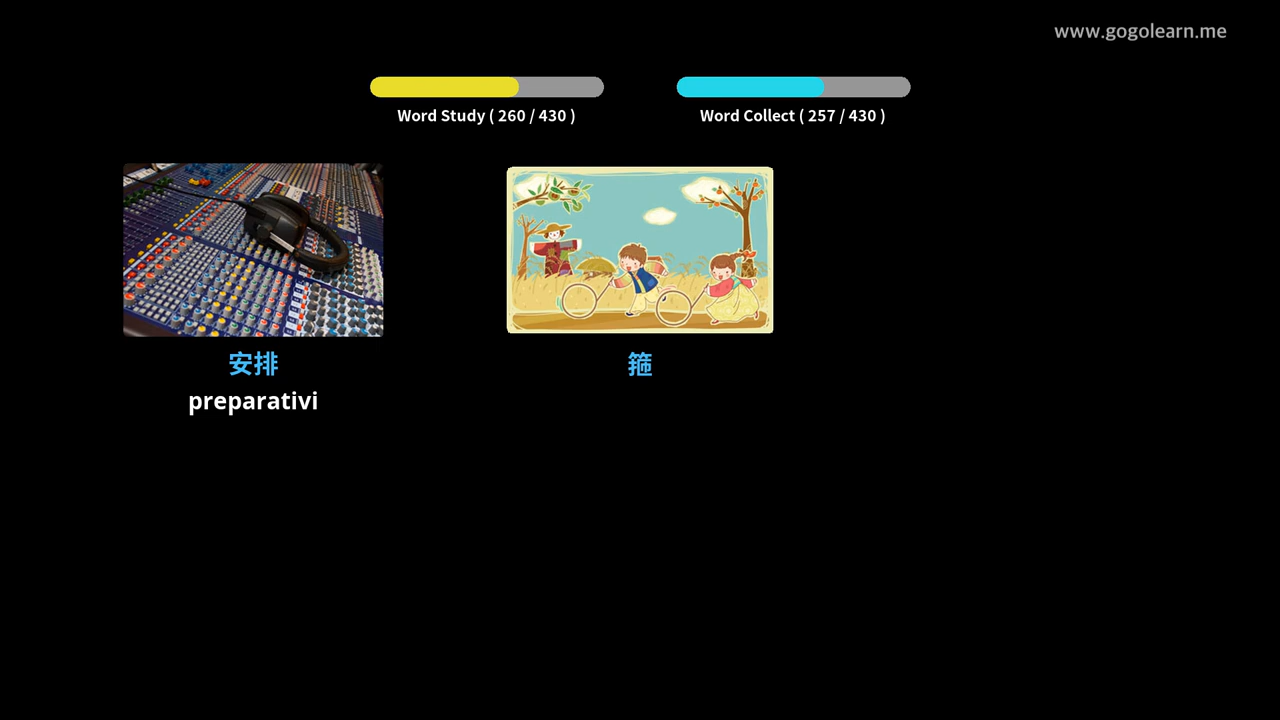 www.gogolearn.me
Word Study ( 260 / 430 )
Word Collect ( 257 / 430 )
安排
preparativi
箍